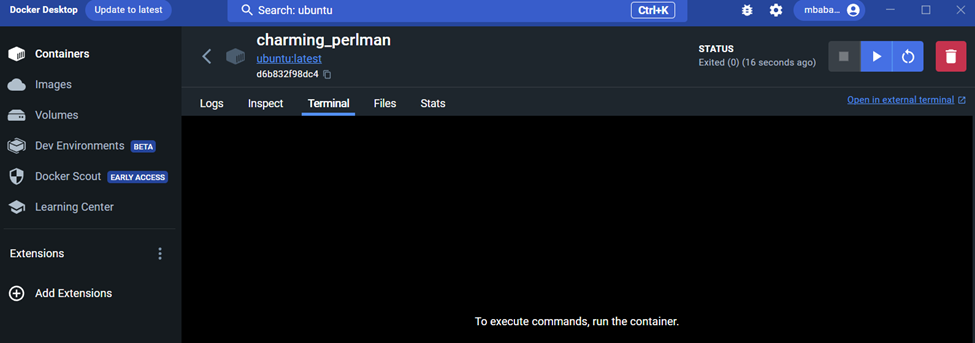 Docker Desktop
Update to latest
Search: ubuntu
Ctrl+K
mbaba...
Containers
Images
Volumes
Dev Environments BETA
Docker Scout EARLY ACCESS
Learning Center
Extensions
Add Extensions
charming_perlman
ubuntu:latest
d6b832f98dc4
STATUS
Exited (0) (16 seconds ago)
Logs Inspect Terminal Files Stats
Open in external terminal
To execute commands, run the container.